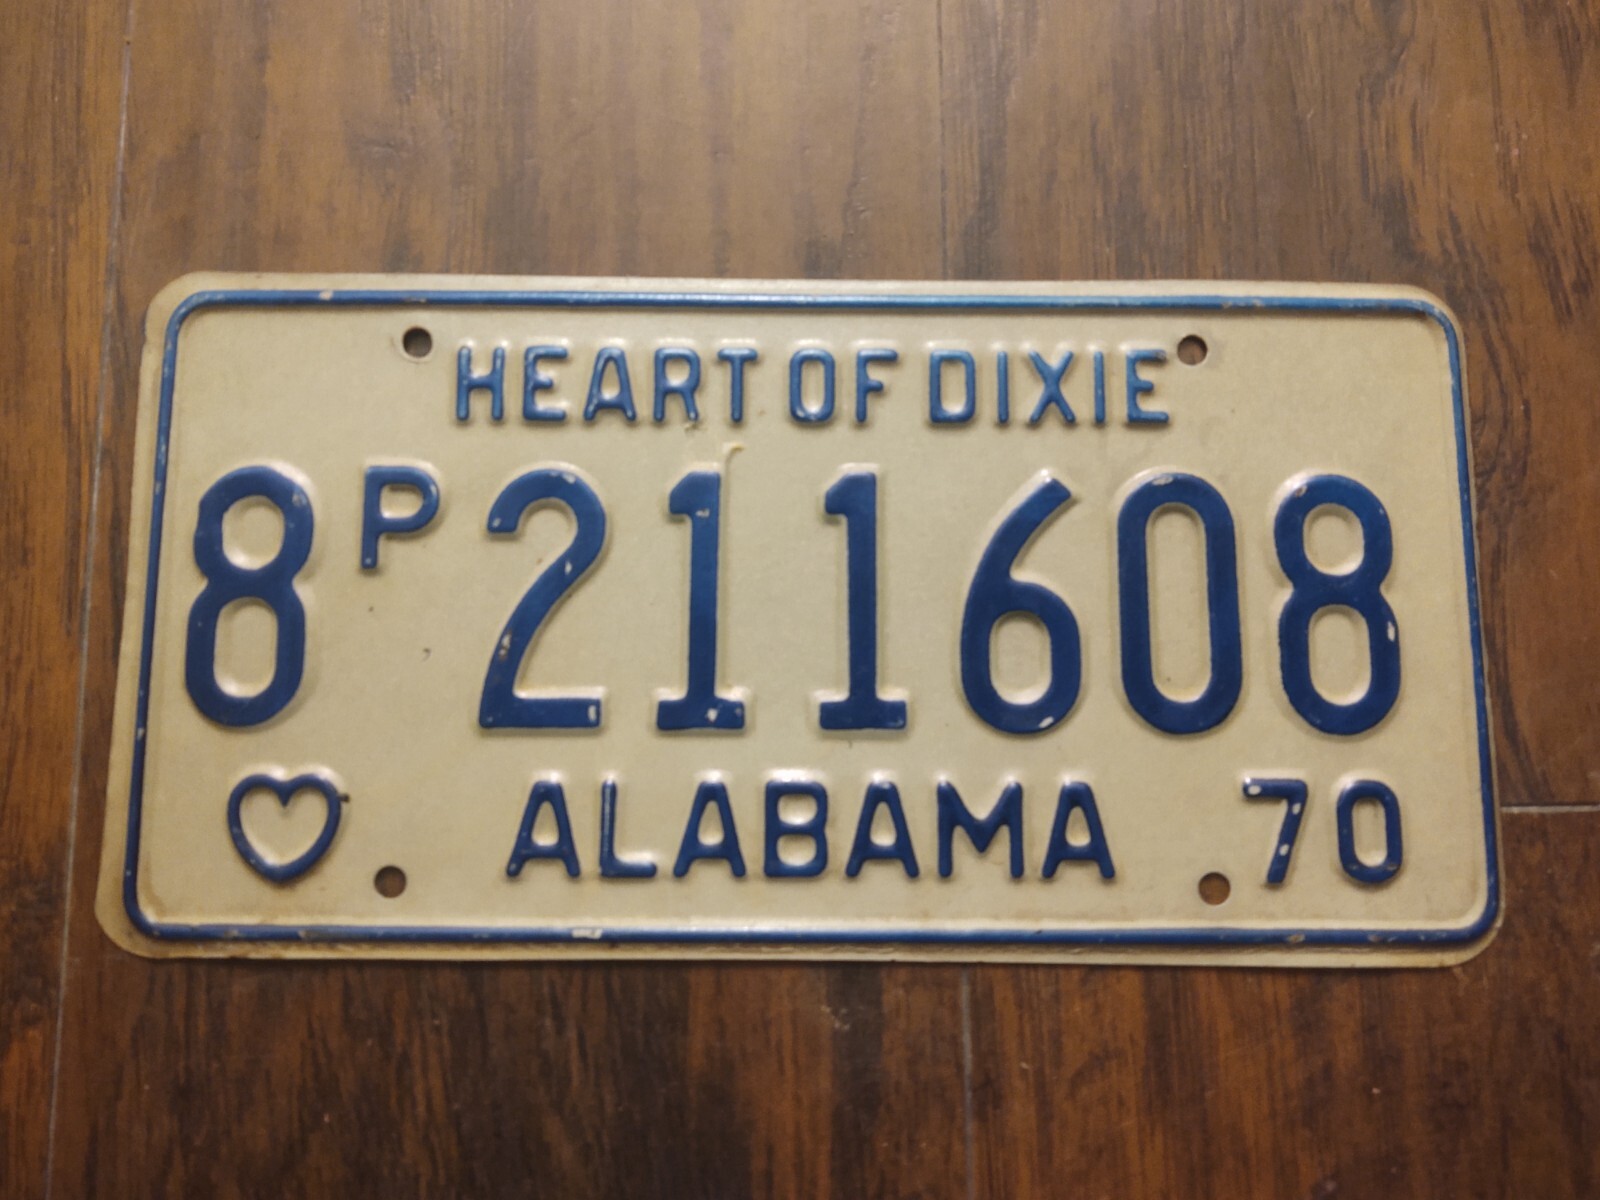 HEART OF DIXIE
8P 211608
ALABAMA 70